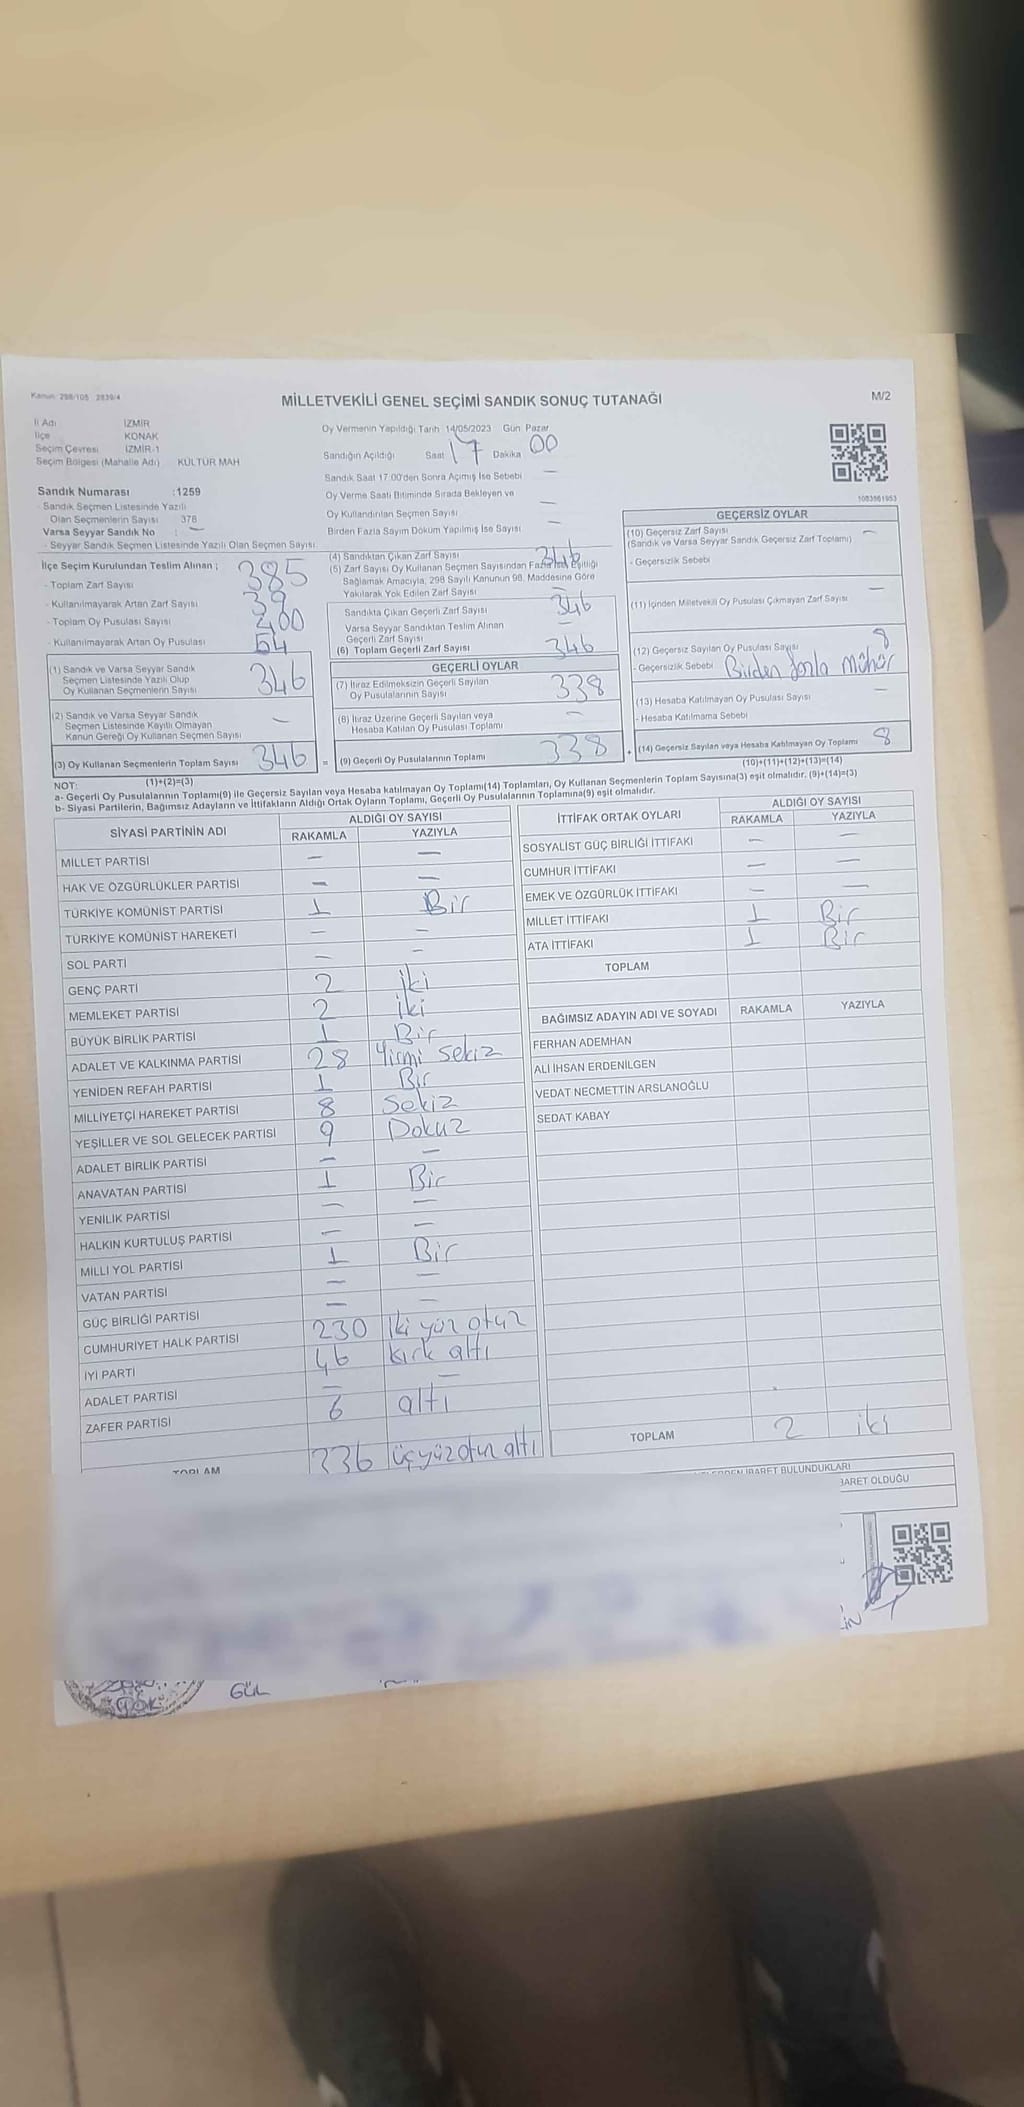 Kanun: 298/105 2839/4
MİLLETVEKİLİ GENEL SEÇİMİ SANDIK SONUÇ TUTANAĞI
M/2
İl Adı İZMİR
İlçe KONAK
Seçim Çevresi İZMİR-1
Seçim Bölgesi (Mahalle Adı) KÜLTÜR MAH
Oy Vermenin Yapıldığı Tarih 14/05/2023 Gün Pazar
Sandığın Açıldığı Saat 17 Dakika 00
Sandık Saat 17:00'den Sonra Açımış İse Sebebi —
Oy Verme Saati Bitiminde Sırada Bekleyen ve
Oy Kullandırılan Seçmen Sayısı —
Birden Fazla Sayım Döküm Yapılmış İse Sayısı —
1083861953
Sandık Numarası :1259
- Sandık Seçmen Listesinde Yazılı
Olan Seçmenlerin Sayısı : 376
Varsa Seyyar Sandık No : —
- Seyyar Sandık Seçmen Listesinde Yazılı Olan Seçmen Sayısı:
İlçe Seçim Kurulundan Teslim Alınan ;
- Toplam Zarf Sayısı 385
- Kullanılmayarak Artan Zarf Sayısı 39
- Toplam Oy Pusulası Sayısı 400
- Kullanılmayarak Artan Oy Pusulası 54
(1) Sandık ve Varsa Seyyar Sandık
Seçmen Listesinde Yazılı Olup
Oy Kullanan Seçmenlerin Sayısı 346
(2) Sandık ve Varsa Seyyar Sandık
Seçmen Listesinde Kayıtlı Olmayan
Kanun Gereği Oy Kullanan Seçmen Sayısı —
(3) Oy Kullanan Seçmenlerin Toplam Sayısı 346
(1)+(2)=(3)
(4) Sandıktan Çıkan Zarf Sayısı 346
(5) Zarf Sayısı Oy Kullanan Seçmen Sayısından Fazla İse Eşitliği
Sağlamak Amacıyla, 298 Sayılı Kanunun 98. Maddesine Göre
Yakılarak Yok Edilen Zarf Sayısı —
Sandıkta Çıkan Geçerli Zarf Sayısı 346
Varsa Seyyar Sandıktan Teslim Alınan
Geçerli Zarf Sayısı —
(6) Toplam Geçerli Zarf Sayısı 346
GEÇERLİ OYLAR
(7) İtiraz Edilmeksizin Geçerli Sayılan
Oy Pusulalarının Sayısı 338
(8) İtiraz Üzerine Geçerli Sayılan veya
Hesaba Katılan Oy Pusulası Toplamı —
= (9) Geçerli Oy Pusulalarının Toplamı 338
GEÇERSİZ OYLAR
(10) Geçersiz Zarf Sayısı —
(Sandık ve Varsa Seyyar Sandık Geçersiz Zarf Toplamı)
- Geçersizlik Sebebi
(11) İçinden Milletvekili Oy Pusulası Çıkmayan Zarf Sayısı —
(12) Geçersiz Sayılan Oy Pusulası Sayısı 8
- Geçersizlik Sebebi Birden fazla mühür
(13) Hesaba Katılmayan Oy Pusulası Sayısı —
- Hesaba Katılmama Sebebi
+ (14) Geçersiz Sayılan veya Hesaba Katılmayan Oy Toplamı 8
(10)+(11)+(12)+(13)=(14)
NOT:
a- Geçerli Oy Pusulalarının Toplamı(9) ile Geçersiz Sayılan veya Hesaba katılmayan Oy Toplamı(14) Toplamları, Oy Kullanan Seçmenlerin Toplam Sayısına(3) eşit olmalıdır. (9)+(14)=(3)
b- Siyasi Partilerin, Bağımsız Adayların ve İttifakların Aldığı Ortak Oyların Toplamı, Geçerli Oy Pusulalarının Toplamına(9) eşit olmalıdır.
SİYASİ PARTİNİN ADI ALDIĞI OY SAYISI
RAKAMLA YAZIYLA
MİLLET PARTİSİ — —
HAK VE ÖZGÜRLÜKLER PARTİSİ — —
TÜRKİYE KOMÜNİST PARTİSİ 1 Bir
TÜRKİYE KOMÜNİST HAREKETİ — —
SOL PARTİ — —
GENÇ PARTİ 2 iki
MEMLEKET PARTİSİ 2 iki
BÜYÜK BİRLİK PARTİSİ 1 Bir
ADALET VE KALKINMA PARTİSİ 28 Yirmi sekiz
YENİDEN REFAH PARTİSİ 1 Bir
MİLLİYETÇİ HAREKET PARTİSİ 8 Sekiz
YEŞİLLER VE SOL GELECEK PARTİSİ 9 Dokuz
ADALET BİRLİK PARTİSİ — —
ANAVATAN PARTİSİ 1 Bir
YENİLİK PARTİSİ — —
HALKIN KURTULUŞ PARTİSİ — —
MİLLİ YOL PARTİSİ 1 Bir
VATAN PARTİSİ — —
GÜÇ BİRLİĞİ PARTİSİ — —
CUMHURİYET HALK PARTİSİ 230 iki yüz otuz
İYİ PARTİ 46 kırk altı
ADALET PARTİSİ — —
ZAFER PARTİSİ 6 altı
TOPLAM 336 üçyüzotuz altı
İTTİFAK ORTAK OYLARI ALDIĞI OY SAYISI
RAKAMLA YAZIYLA
SOSYALİST GÜÇ BİRLİĞİ İTTİFAKI — —
CUMHUR İTTİFAKI — —
EMEK VE ÖZGÜRLÜK İTTİFAKI — —
MİLLET İTTİFAKI 1 Bir
ATA İTTİFAKI 1 Bir
TOPLAM
BAĞIMSIZ ADAYIN ADI VE SOYADI RAKAMLA YAZIYLA
FERHAN ADEMHAN
ALİ İHSAN ERDENİLGEN
VEDAT NECMETTİN ARSLANOĞLU
SEDAT KABAY
TOPLAM 2 iki
İBARET BULUNDUKLARI
BARET OLDUĞU
GÜL